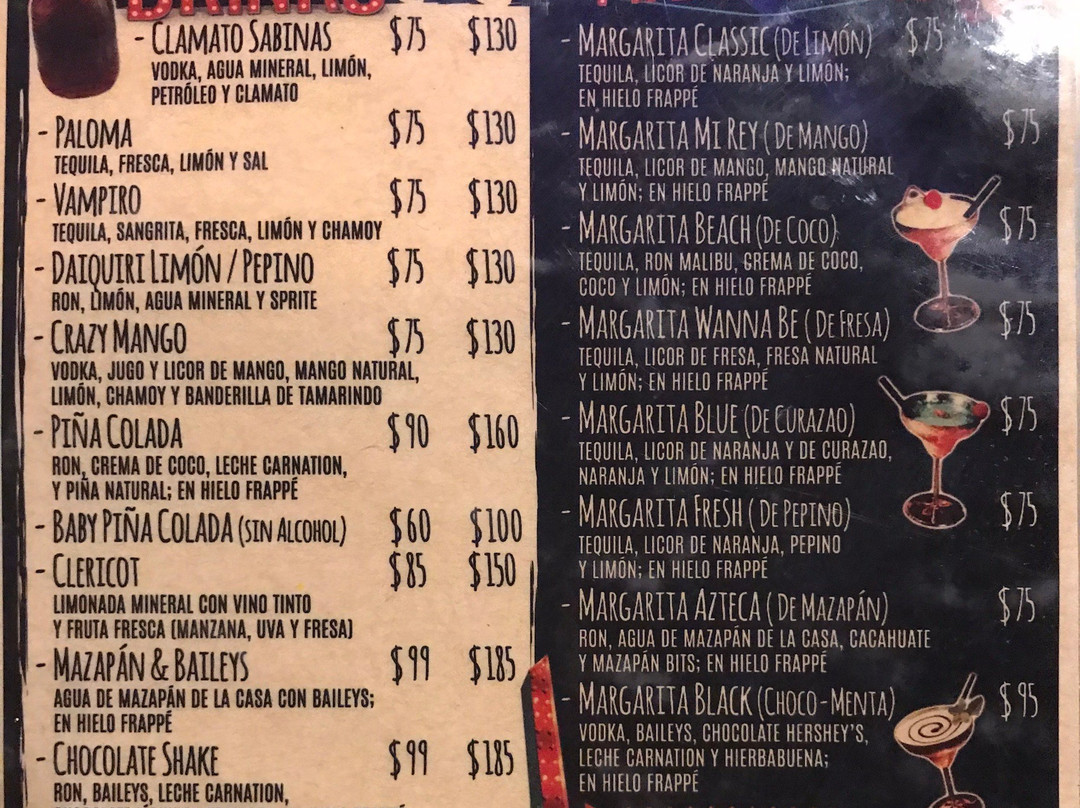 DRINKS
- CLAMATO SABINAS $75 $130
VODKA, AGUA MINERAL, LIMÓN,
PETRÓLEO Y CLAMATO
- PALOMA $75 $130
TEQUILA, FRESCA, LIMÓN Y SAL
- VAMPIRO $75 $130
TEQUILA, SANGRITA, FRESCA, LIMÓN Y CHAMOY
- DAIQUIRI LIMÓN / PEPINO $75 $130
RON, LIMÓN, AGUA MINERAL Y SPRITE
- CRAZY MANGO $75 $130
VODKA, JUGO Y LICOR DE MANGO, MANGO NATURAL,
LIMÓN, CHAMOY Y BANDERILLA DE TAMARINDO
- PIÑA COLADA $90 $160
RON, CREMA DE COCO, LECHE CARNATION,
Y PIÑA NATURAL; EN HIELO FRAPPÉ
- BABY PIÑA COLADA (SIN ALCOHOL) $60 $100
- CLERICOT $85 $150
LIMONADA MINERAL CON VINO TINTO
Y FRUTA FRESCA (MANZANA, UVA Y FRESA)
- MAZAPÁN & BAILEYS $99 $185
AGUA DE MAZAPÁN DE LA CASA CON BAILEYS;
EN HIELO FRAPPÉ
- CHOCOLATE SHAKE $99 $185
RON, BAILEYS, LECHE CARNATION,
- MARGARITA CLASSIC (DE LIMÓN) $75
TEQUILA, LICOR DE NARANJA Y LIMÓN;
EN HIELO FRAPPÉ
- MARGARITA MI REY (DE MANGO) $75
TEQUILA, LICOR DE MANGO, MANGO NATURAL
Y LIMÓN; EN HIELO FRAPPÉ
- MARGARITA BEACH (DE COCO) $75
TEQUILA, RON MALIBU, CREMA DE COCO,
COCO Y LIMÓN; EN HIELO FRAPPÉ
- MARGARITA WANNA BE (DE FRESA) $75
TEQUILA, LICOR DE FRESA, FRESA NATURAL
Y LIMÓN; EN HIELO FRAPPÉ
- MARGARITA BLUE (DE CURAZAO) $75
TEQUILA, LICOR DE NARANJA Y DE CURAZAO,
NARANJA Y LIMÓN; EN HIELO FRAPPÉ
- MARGARITA FRESH (DE PEPINO) $75
TEQUILA, LICOR DE NARANJA, PEPINO
Y LIMÓN; EN HIELO FRAPPÉ
- MARGARITA AZTECA (DE MAZAPÁN) $75
RON, AGUA DE MAZAPÁN DE LA CASA, CACAHUATE
Y MAZAPÁN BITS; EN HIELO FRAPPÉ
- MARGARITA BLACK (CHOCO-MENTA) $95
VODKA, BAILEYS, CHOCOLATE HERSHEY'S,
LECHE CARNATION Y HIERBABUENA;
EN HIELO FRAPPÉ